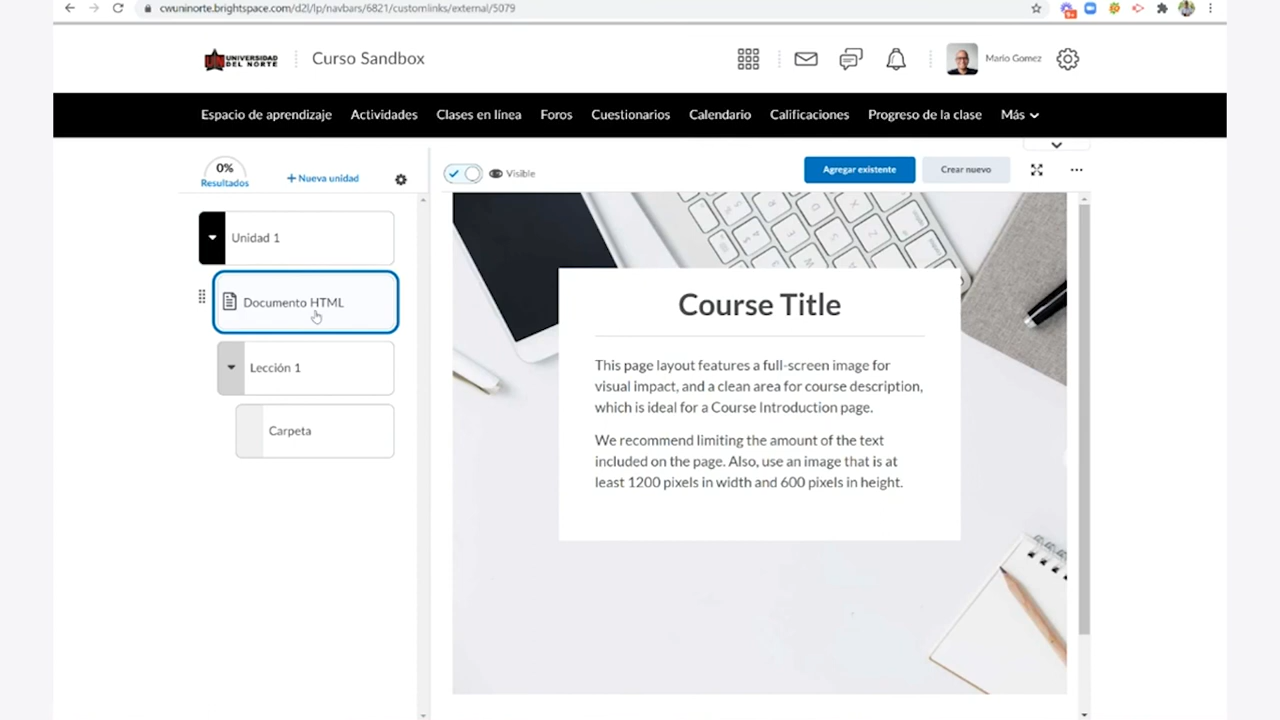 cwuninorte.brightspace.com/d2l/lp/navbars/6821/customlinks/external/5079
UNIVERSIDAD
DEL NORTE
Curso Sandbox
Mario Gomez
Espacio de aprendizaje Actividades Clases en línea Foros Cuestionarios Calendario Calificaciones Progreso de la clase Más
0%
Resultados
+ Nueva unidad
Visible
Agregar existente
Crear nuevo
Unidad 1
Documento HTML
Lección 1
Carpeta
Course Title
This page layout features a full-screen image for
visual impact, and a clean area for course description,
which is ideal for a Course Introduction page.
We recommend limiting the amount of the text
included on the page. Also, use an image that is at
least 1200 pixels in width and 600 pixels in height.